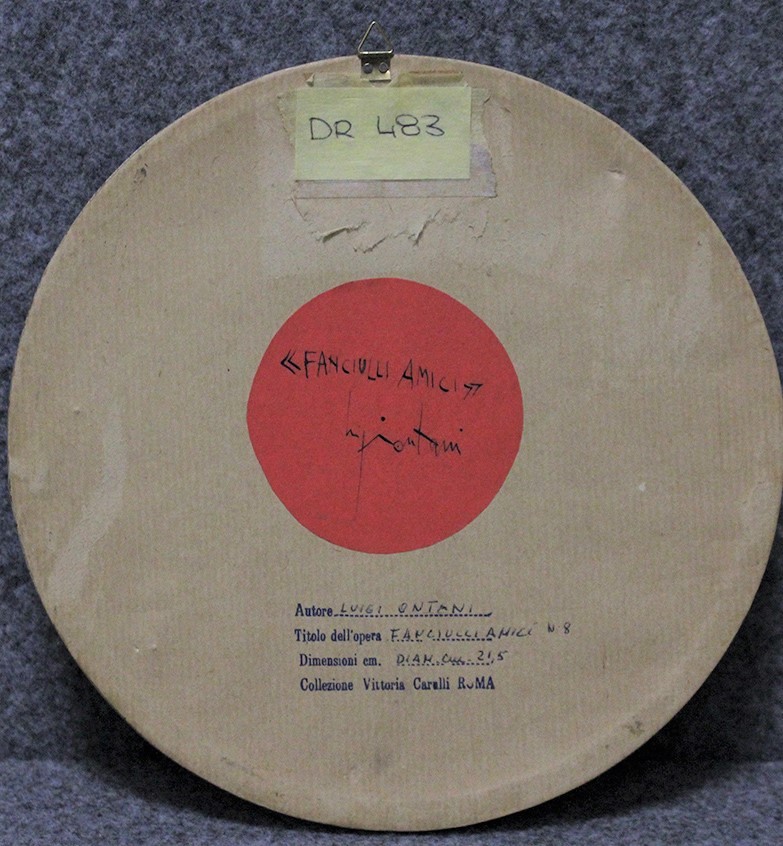 DR 483
«FANCIULLI AMICI»
Autore LUIGI ONTANI
Titolo dell'opera FANCIULLI AMICI N.8
Dimensioni cm. DIAM. cm. 21,5
Collezione Vittoria Carelli ROMA